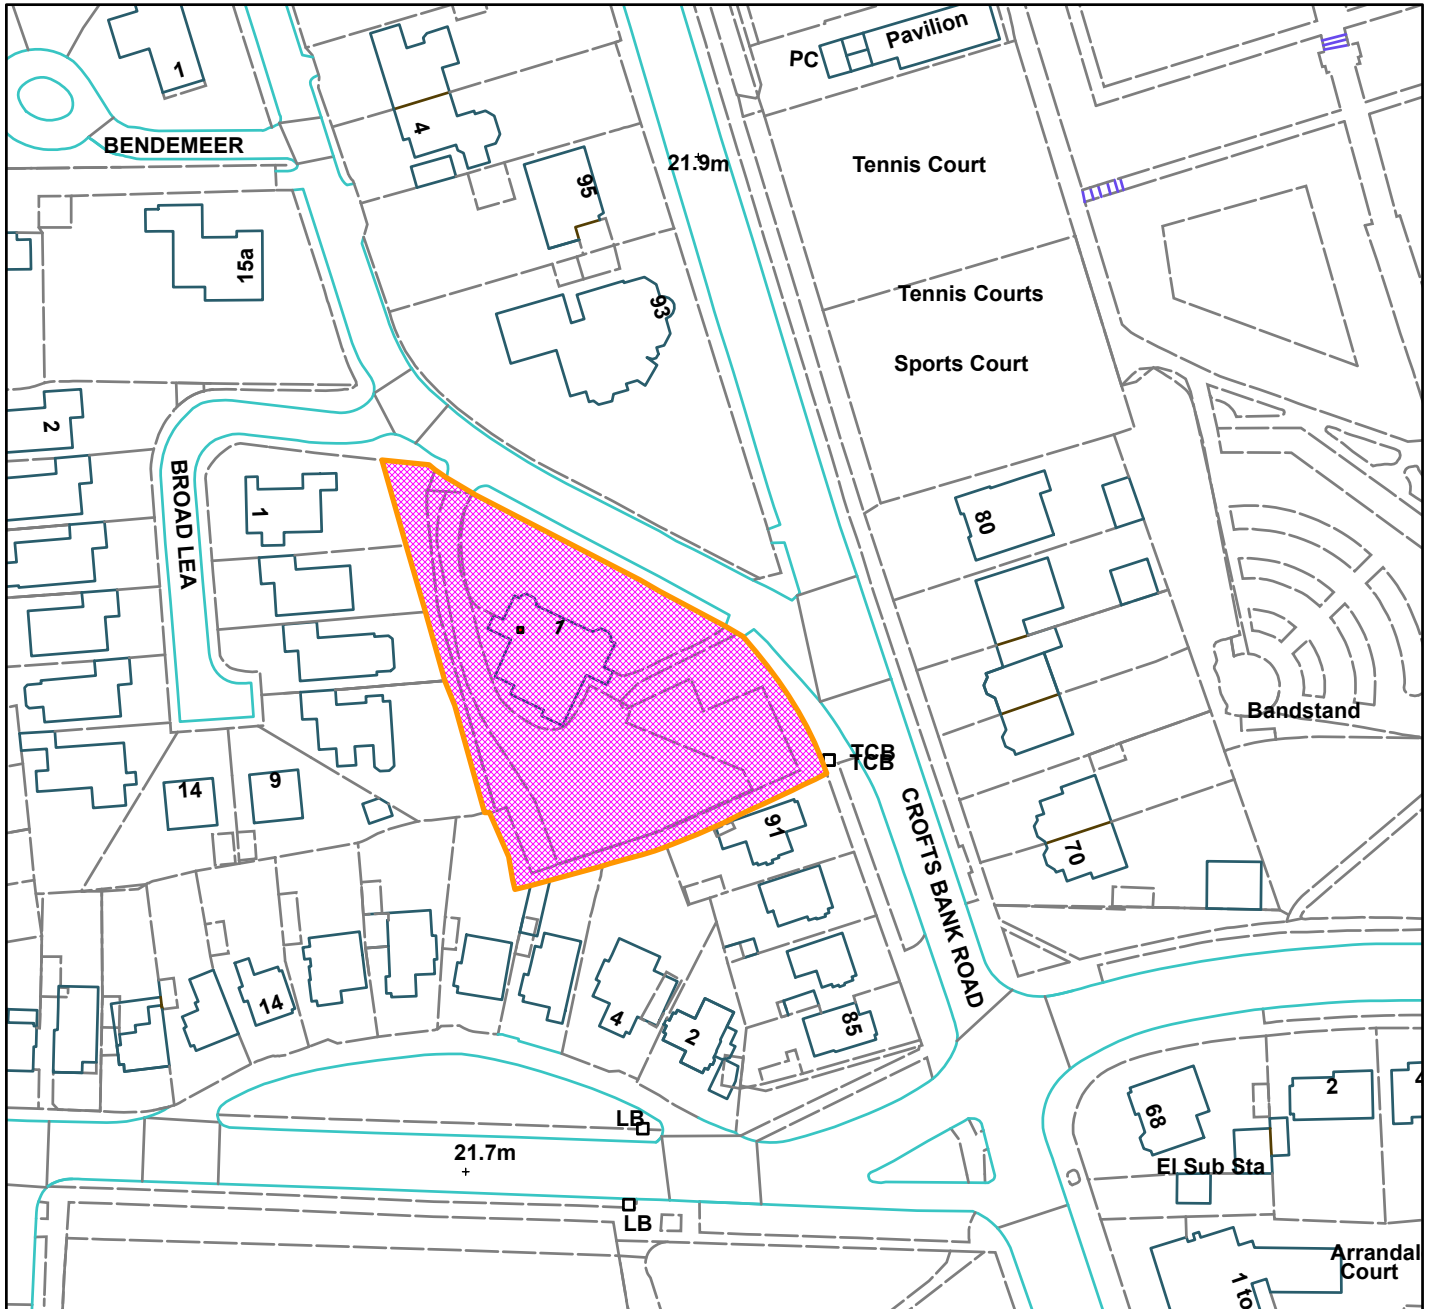 Pavilion
PC
1
4
BENDEMEER
21.9m
Tennis Court
95
15a
Tennis Courts
93
Sports Court
2
BROAD LEA
1
80
1
Bandstand
TCB
TCB
14
9
CROFTS BANK ROAD
91
70
14
4
2
85
68
2
4
LB
21.7m
El Sub Sta
LB
Arrandal
Court
1 to